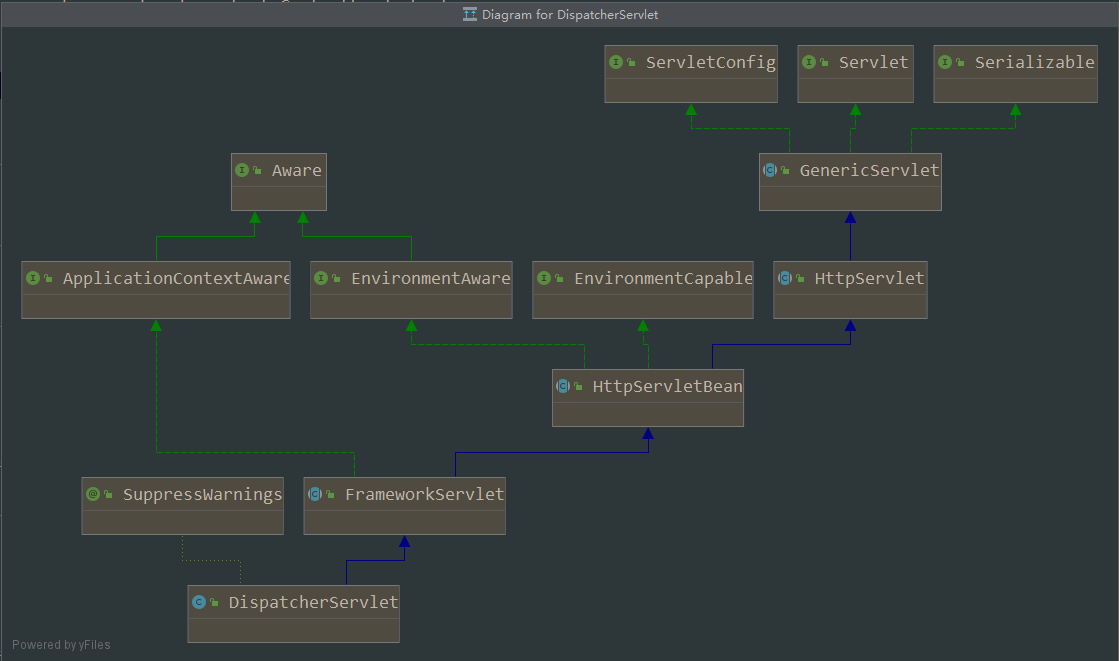 Diagram for DispatcherServlet
ServletConfig
Servlet
Serializable
Aware
GenericServlet
ApplicationContextAware
EnvironmentAware
EnvironmentCapable
HttpServlet
HttpServletBean
SuppressWarnings
FrameworkServlet
DispatcherServlet
Powered by yFiles